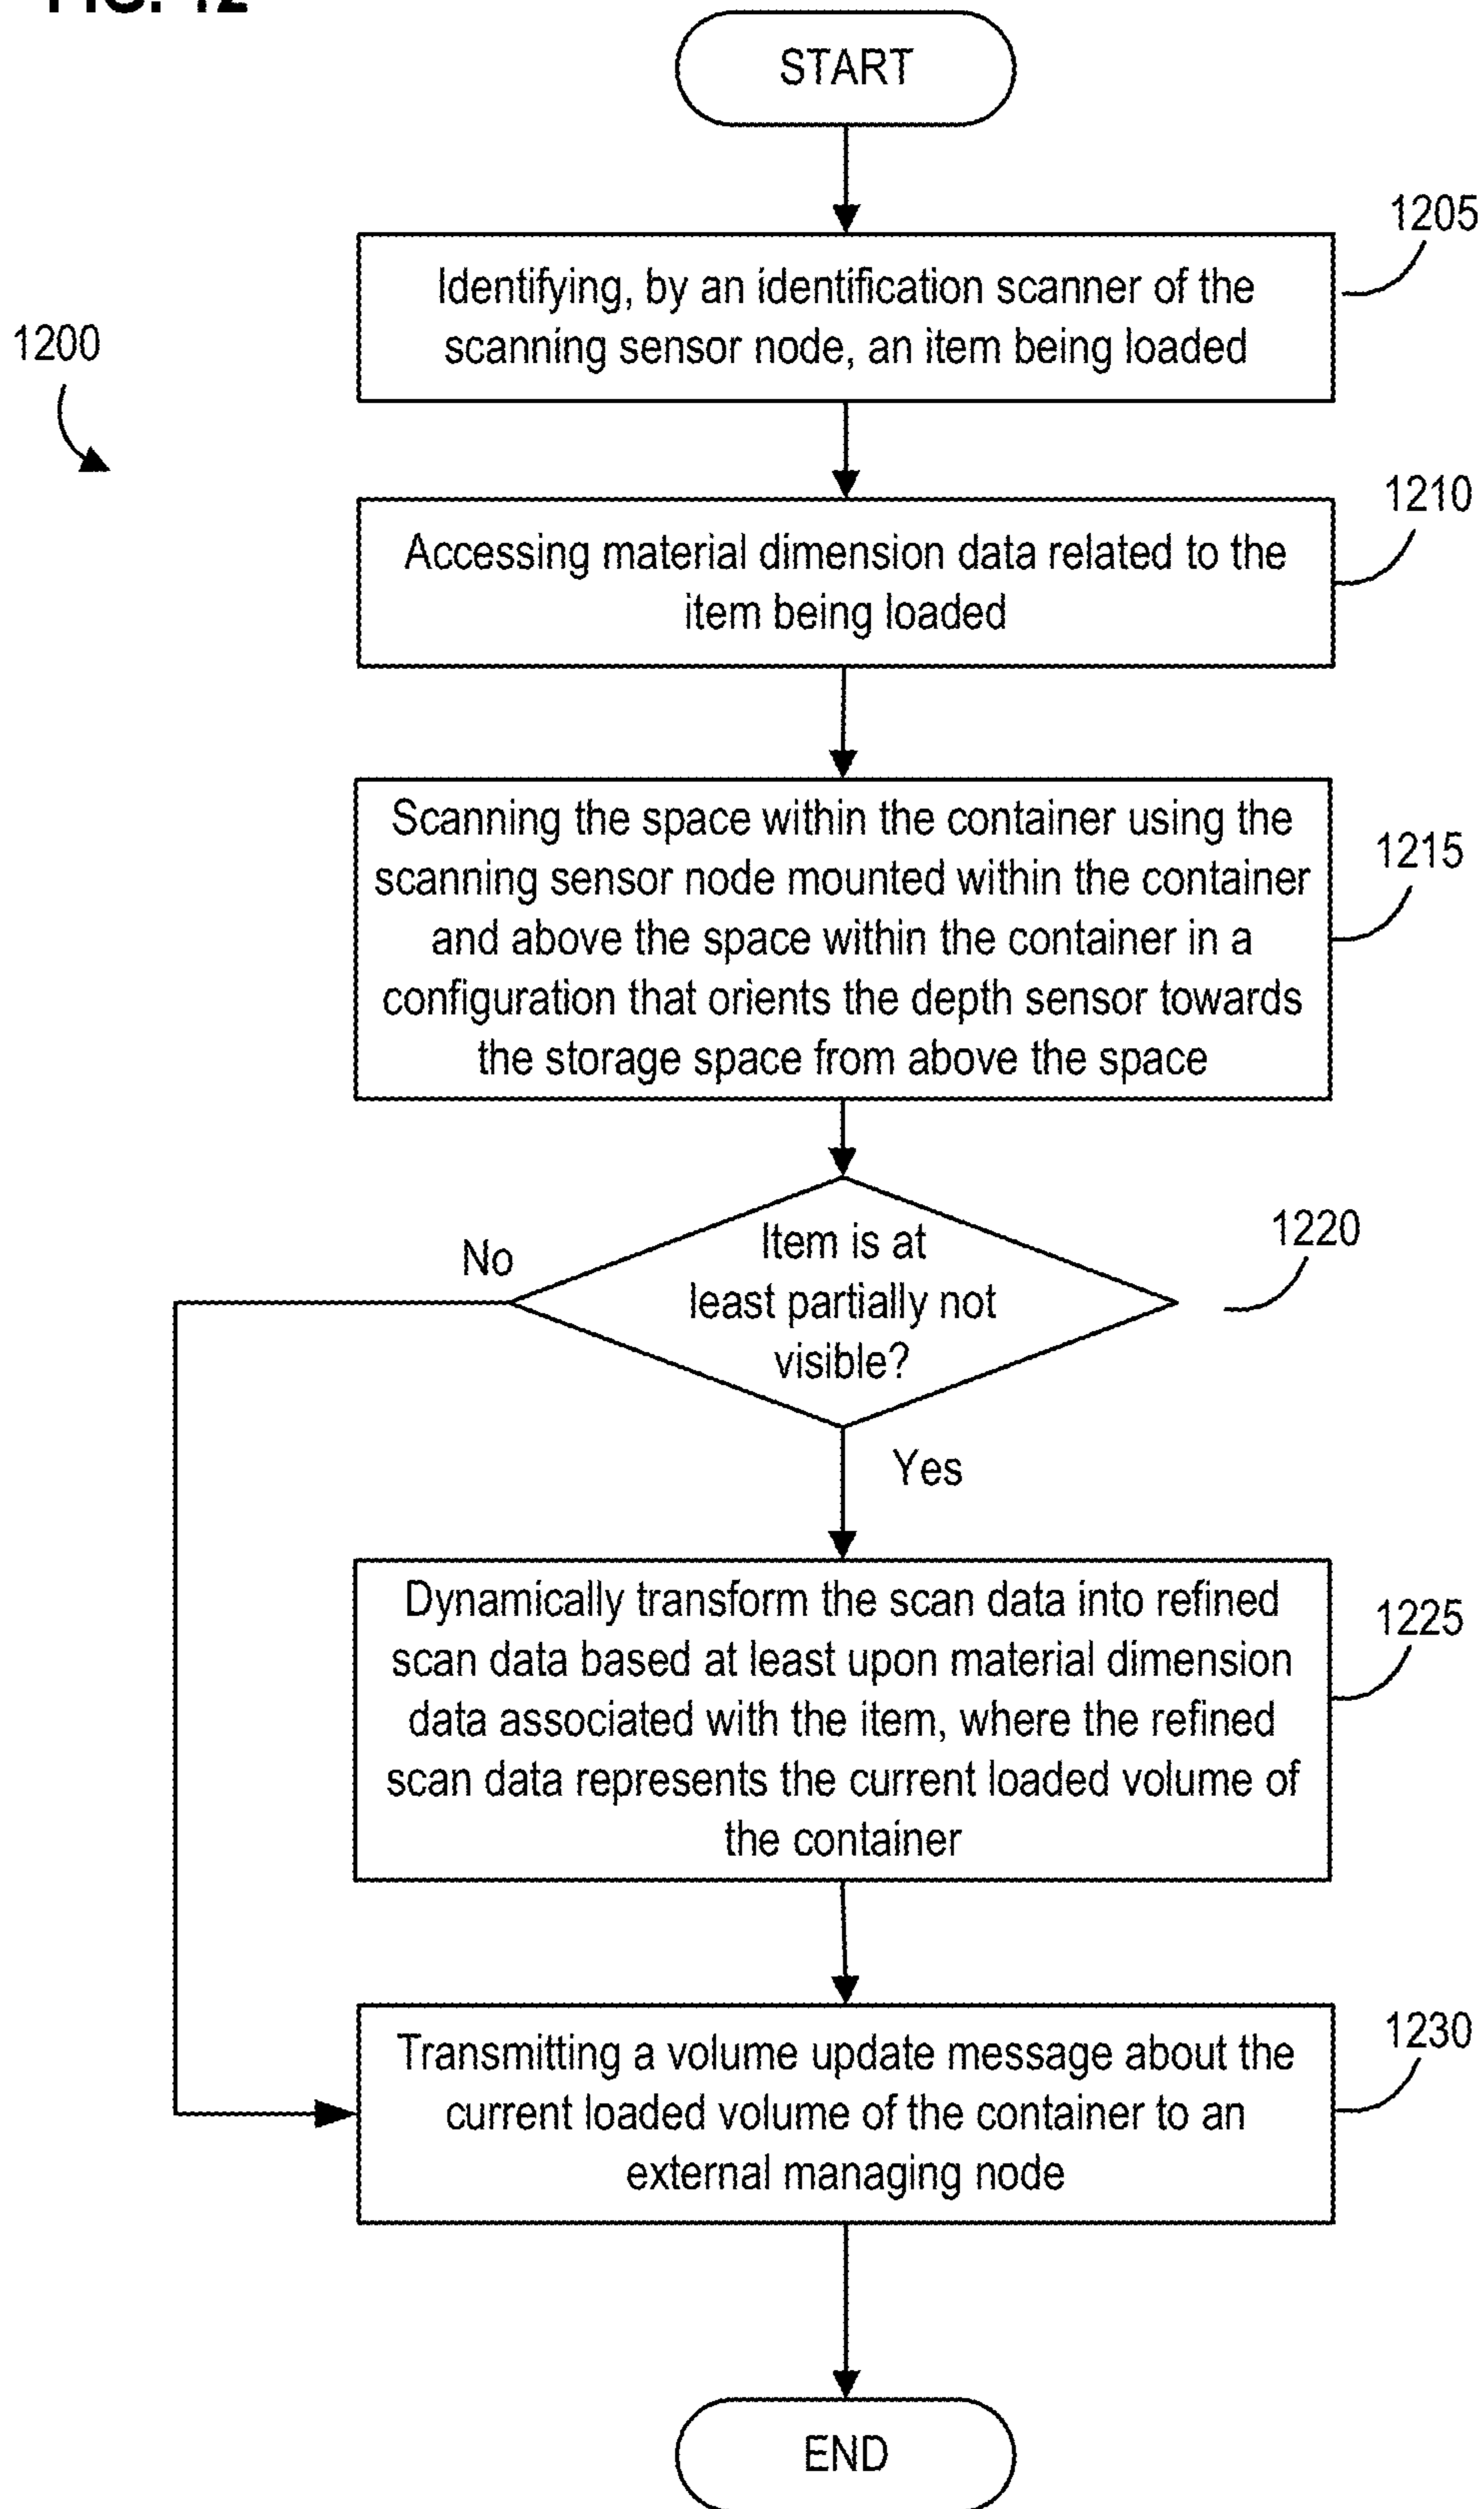 FIG. 12
START
1205
Identifying, by an identification scanner of the
scanning sensor node, an item being loaded
1200
1210
Accessing material dimension data related to the
item being loaded
Scanning the space within the container using the
scanning sensor node mounted within the container
and above the space within the container in a
configuration that orients the depth sensor towards
the storage space from above the space
1215
1220
No
Item is at
least partially not
visible?
Yes
Dynamically transform the scan data into refined
scan data based at least upon material dimension
data associated with the item, where the refined
scan data represents the current loaded volume of
the container
1225
1230
Transmitting a volume update message about the
current loaded volume of the container to an
external managing node
END